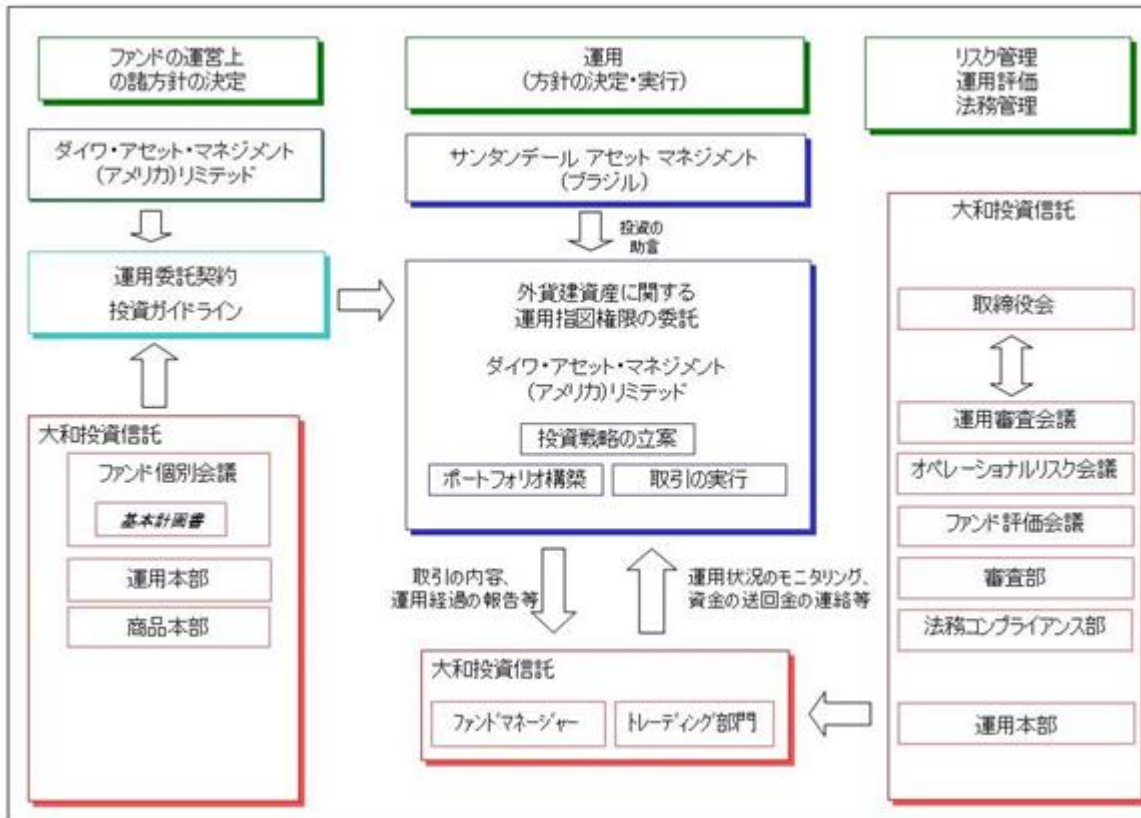 ファンドの運営上
の諸方針の決定
運用
(方針の決定・実行)
リスク管理
運用評価
法務管理
ダイワ・アセット・マネジメント
(アメリカ)リミテッド
サンタンデール アセット マネジメント
(ブラジル)
投資の
助言
運用委託契約
投資ガイドライン
外貨建資産に関する
運用指図権限の委託
ダイワ・アセット・マネジメント
(アメリカ)リミテッド
投資戦略の立案
ポートフォリオ構築
取引の実行
大和投資信託
ファンド個別会議
基本計画書
運用本部
商品本部
取引の内容、
運用経過の報告等
運用状況のモニタリング、
資金の送回金の連絡等
大和投資信託
ファンドマネージャー
トレーディング部門
大和投資信託
取締役会
運用審査会議
オペレーショナルリスク会議
ファンド評価会議
審査部
法務コンプライアンス部
運用本部